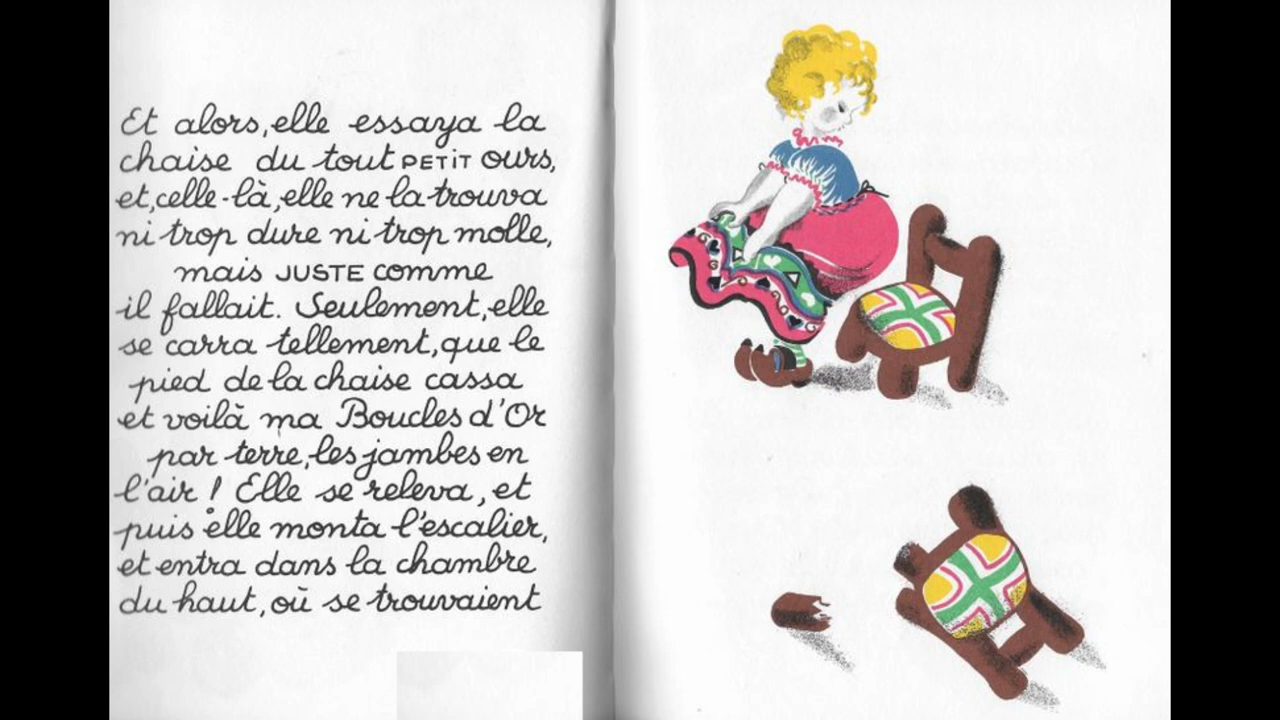 Et alors, elle essaya la
chaise du tout PETIT ours,
et, celle-là, elle ne la trouva
ni trop dure ni trop molle,
mais JUSTE comme
il fallait. Seulement, elle
se carra tellement, que le
pied de la chaise cassa
et voilà ma Boucles d'Or
par terre, les jambes en
l'air ! Elle se releva, et
puis elle monta l'escalier,
et entra dans la chambre
du haut, où se trouvaient